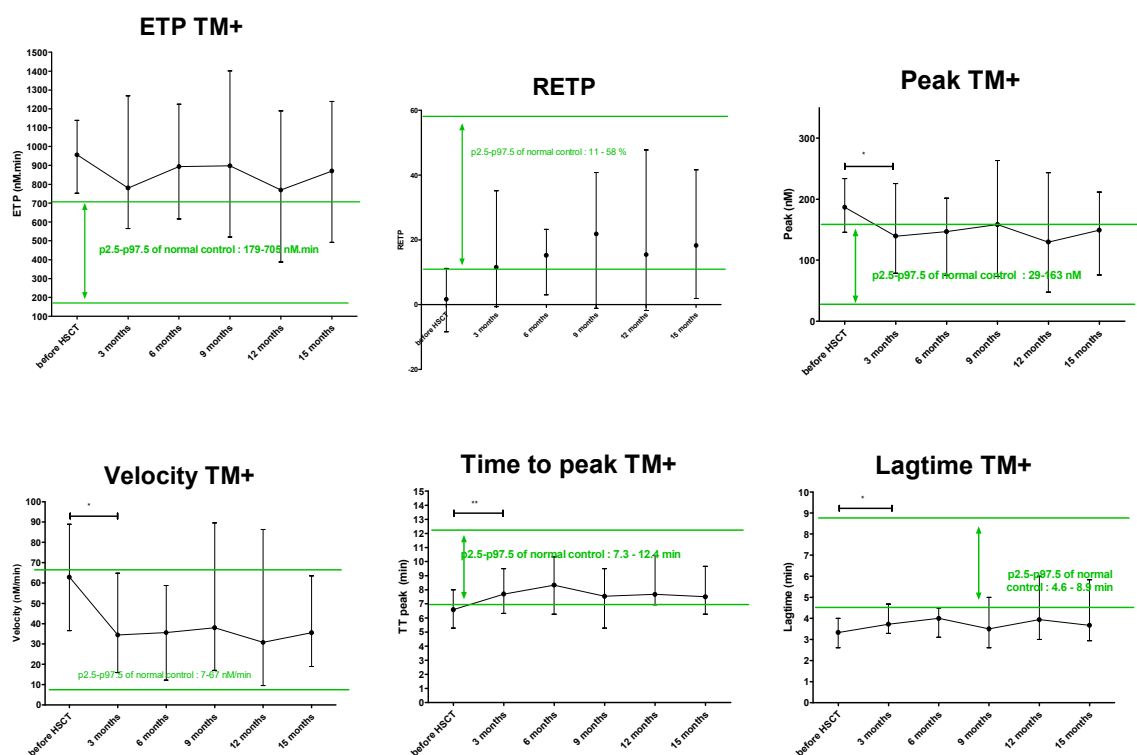 ETP TM+
ETP (nM.min)
1500
1400
1300
1200
1100
1000
900
800
700
600
500
400
300
200
100
p2.5-p97.5 of normal control : 179-705 nM.min
before HSCT
3 months
6 months
9 months
12 months
15 months
RETP
RETP
60
40
20
0
-20
p2.5-p97.5 of normal control : 11 - 58 %
before HSCT
3 months
6 months
9 months
12 months
15 months
Peak TM+
Peak (nM)
300
200
100
0
*
p2.5-p97.5 of normal control : 29-163 nM
before HSCT
3 months
6 months
9 months
12 months
15 months
Velocity TM+
Velocity (nM/min)
100
90
80
70
60
50
40
30
20
10
0
*
p2.5-p97.5 of normal control : 7-67 nM/min
before HSCT
3 months
6 months
9 months
12 months
15 months
Time to peak TM+
TT peak (min)
15
14
13
12
11
10
9
8
7
6
5
4
3
2
1
0
**
p2.5-p97.5 of normal control : 7.3 - 12.4 min
before HSCT
3 months
6 months
9 months
12 months
15 months
Lagtime TM+
Lagtime (min)
10
9
8
7
6
5
4
3
2
1
0
*
p2.5-p97.5 of normal
control : 4.6 - 8.9 min
before HSCT
3 months
6 months
9 months
12 months
15 months